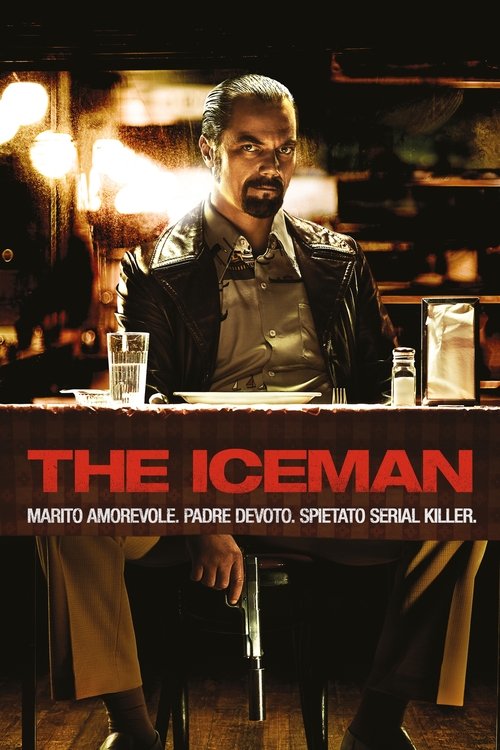 THE ICEMAN
MARITO AMOREVOLE. PADRE DEVOTO. SPIETATO SERIAL KILLER.